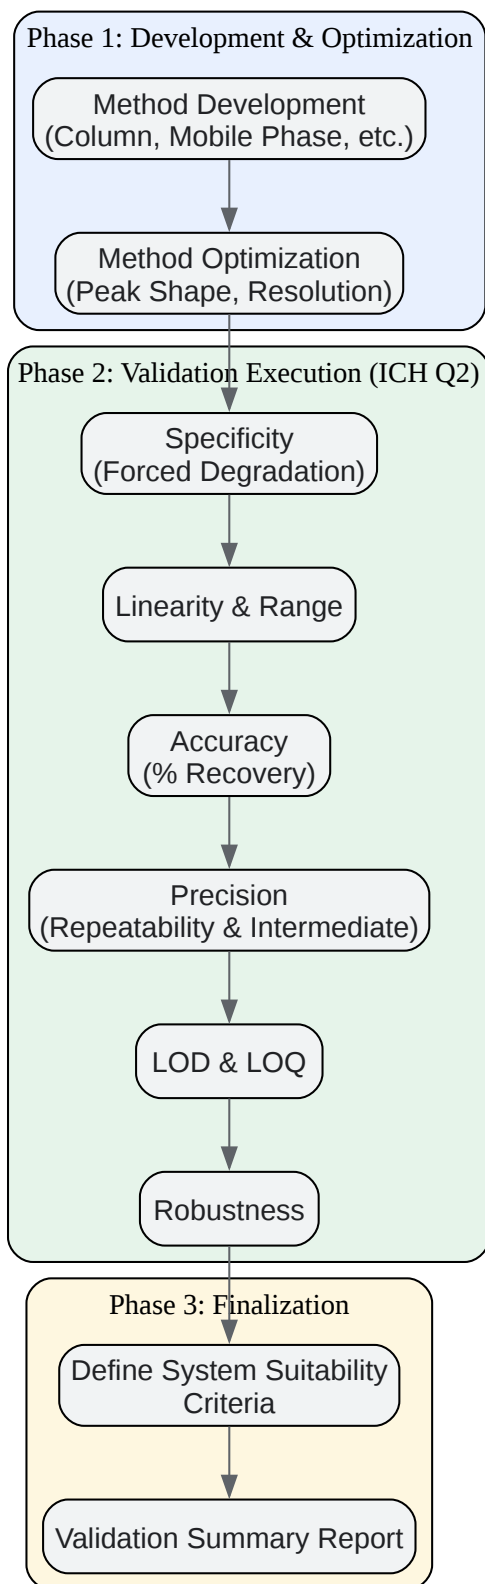 Phase 1: Development & Optimization
Method Development
(Column, Mobile Phase, etc.)
Method Optimization
(Peak Shape, Resolution)
Phase 2: Validation Execution (ICH Q2)
Specificity
(Forced Degradation)
Linearity & Range
Accuracy
(% Recovery)
Precision
(Repeatability & Intermediate)
LOD & LOQ
Robustness
Phase 3: Finalization
Define System Suitability
Criteria
Validation Summary Report